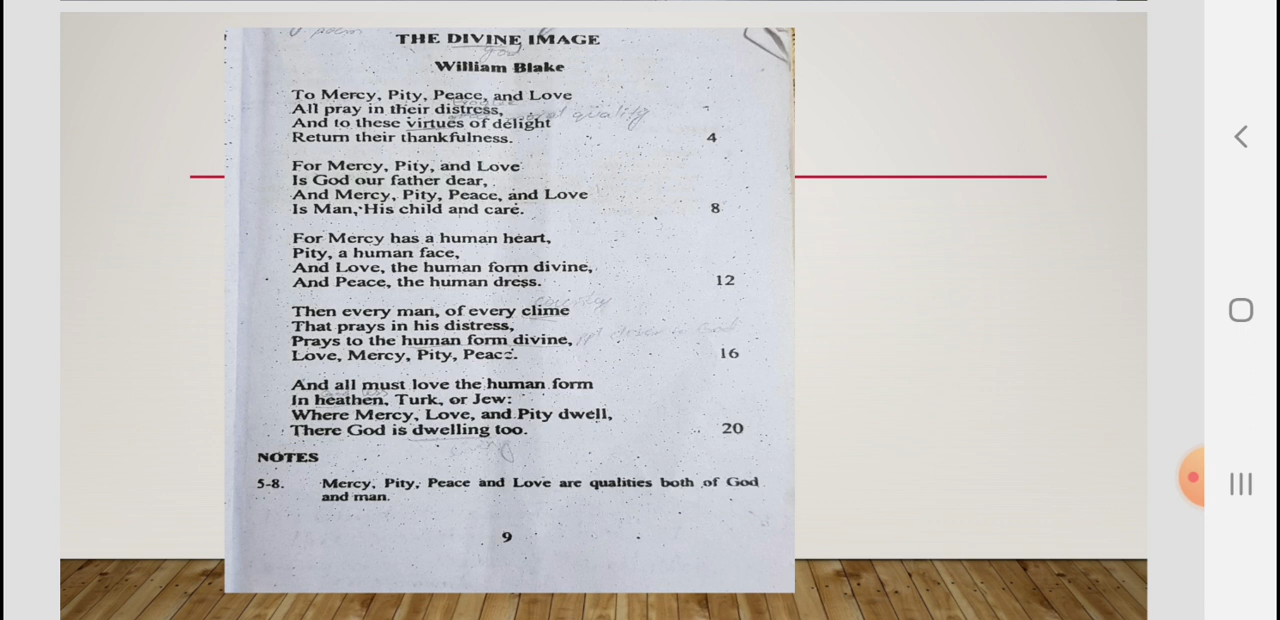 poem
THE DIVINE IMAGE
god
William Blake
To Mercy, Pity, Peace, and Love
All pray in their distress,
And to these virtues of delight
quality
Return their thankfulness.
4
For Mercy, Pity, and Love
Is God our father dear,
And Mercy, Pity, Peace, and Love
Is Man, His child and care.
8
For Mercy has a human heart,
Pity, a human face,
And Love, the human form divine,
And Peace, the human dress.
12
country
Then every man, of every clime
That prays in his distress,
Prays to the human form divine,
God
Love, Mercy, Pity, Peace.
16
And all must love the human form
In heathen, Turk, or Jew:
Where Mercy, Love, and Pity dwell,
There God is dwelling too.
20
NOTES
5-8. Mercy, Pity, Peace and Love are qualities both of God
and man.
9